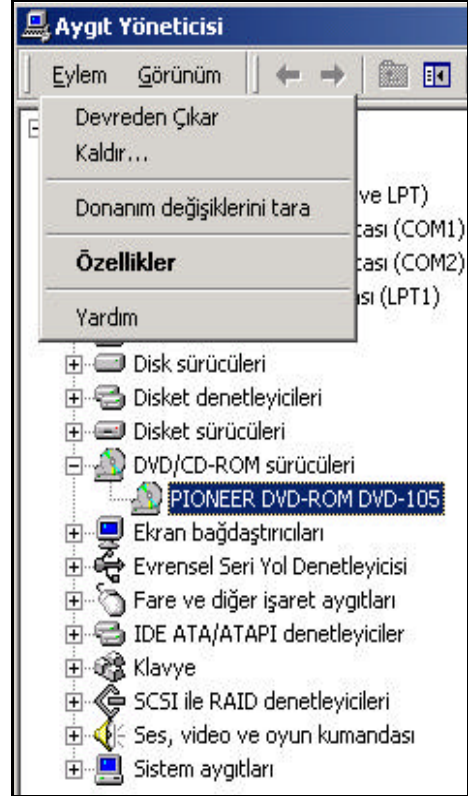 Aygıt Yöneticisi
Eylem Görünüm
Devreden Çıkar
Kaldır...
Donanım değişiklerini tara
Özellikler
Yardım
ve LPT)
ası (COM1)
ası (COM2)
ısı (LPT1)
Disk sürücüleri
Disket denetleyicileri
Disket sürücüleri
DVD/CD-ROM sürücüleri
PIONEER DVD-ROM DVD-105
Ekran bağdaştırıcıları
Evrensel Seri Yol Denetleyicisi
Fare ve diğer işaret aygıtları
IDE ATA/ATAPI denetleyiciler
Klavye
SCSI ile RAID denetleyicileri
Ses, video ve oyun kumandası
Sistem aygıtları